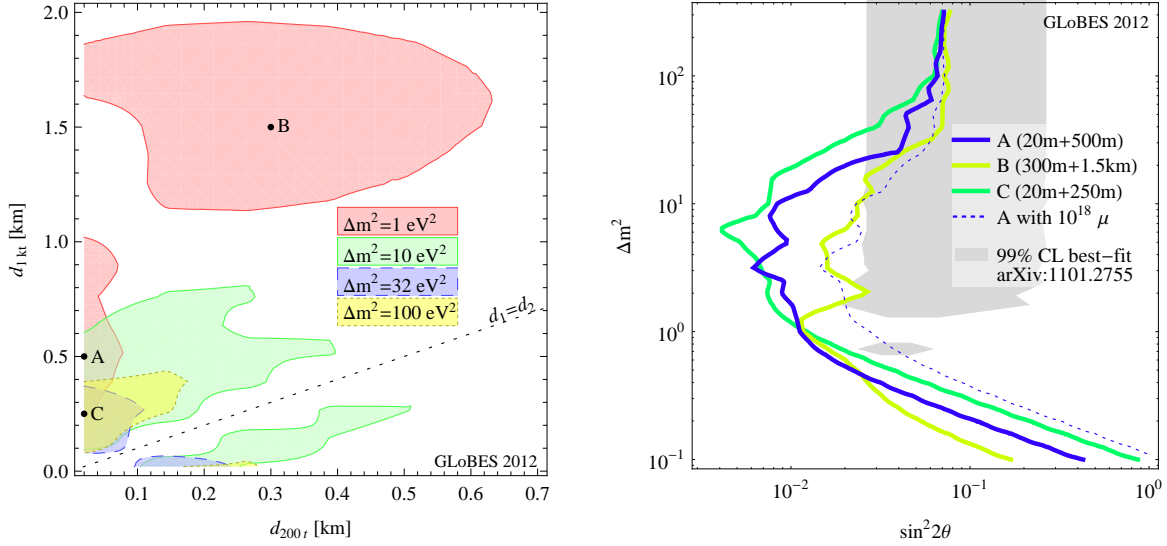 2.0
1.5
1.0
0.5
0.0
d1 kt [km]
0.1
0.2
0.3
0.4
0.5
0.6
0.7
d200 t [km]
B
A
C
Δm²=1 eV²
Δm²=10 eV²
Δm²=32 eV²
Δm²=100 eV²
d₁=d₂
GLoBES 2012
GLoBES 2012
10²
10¹
10⁰
10⁻¹
Δm²
A (20m+500m)
B (300m+1.5km)
C (20m+250m)
A with 10¹⁸ μ
99% CL best−fit
arXiv:1101.2755
10⁻²
10⁻¹
10⁰
sin²2θ